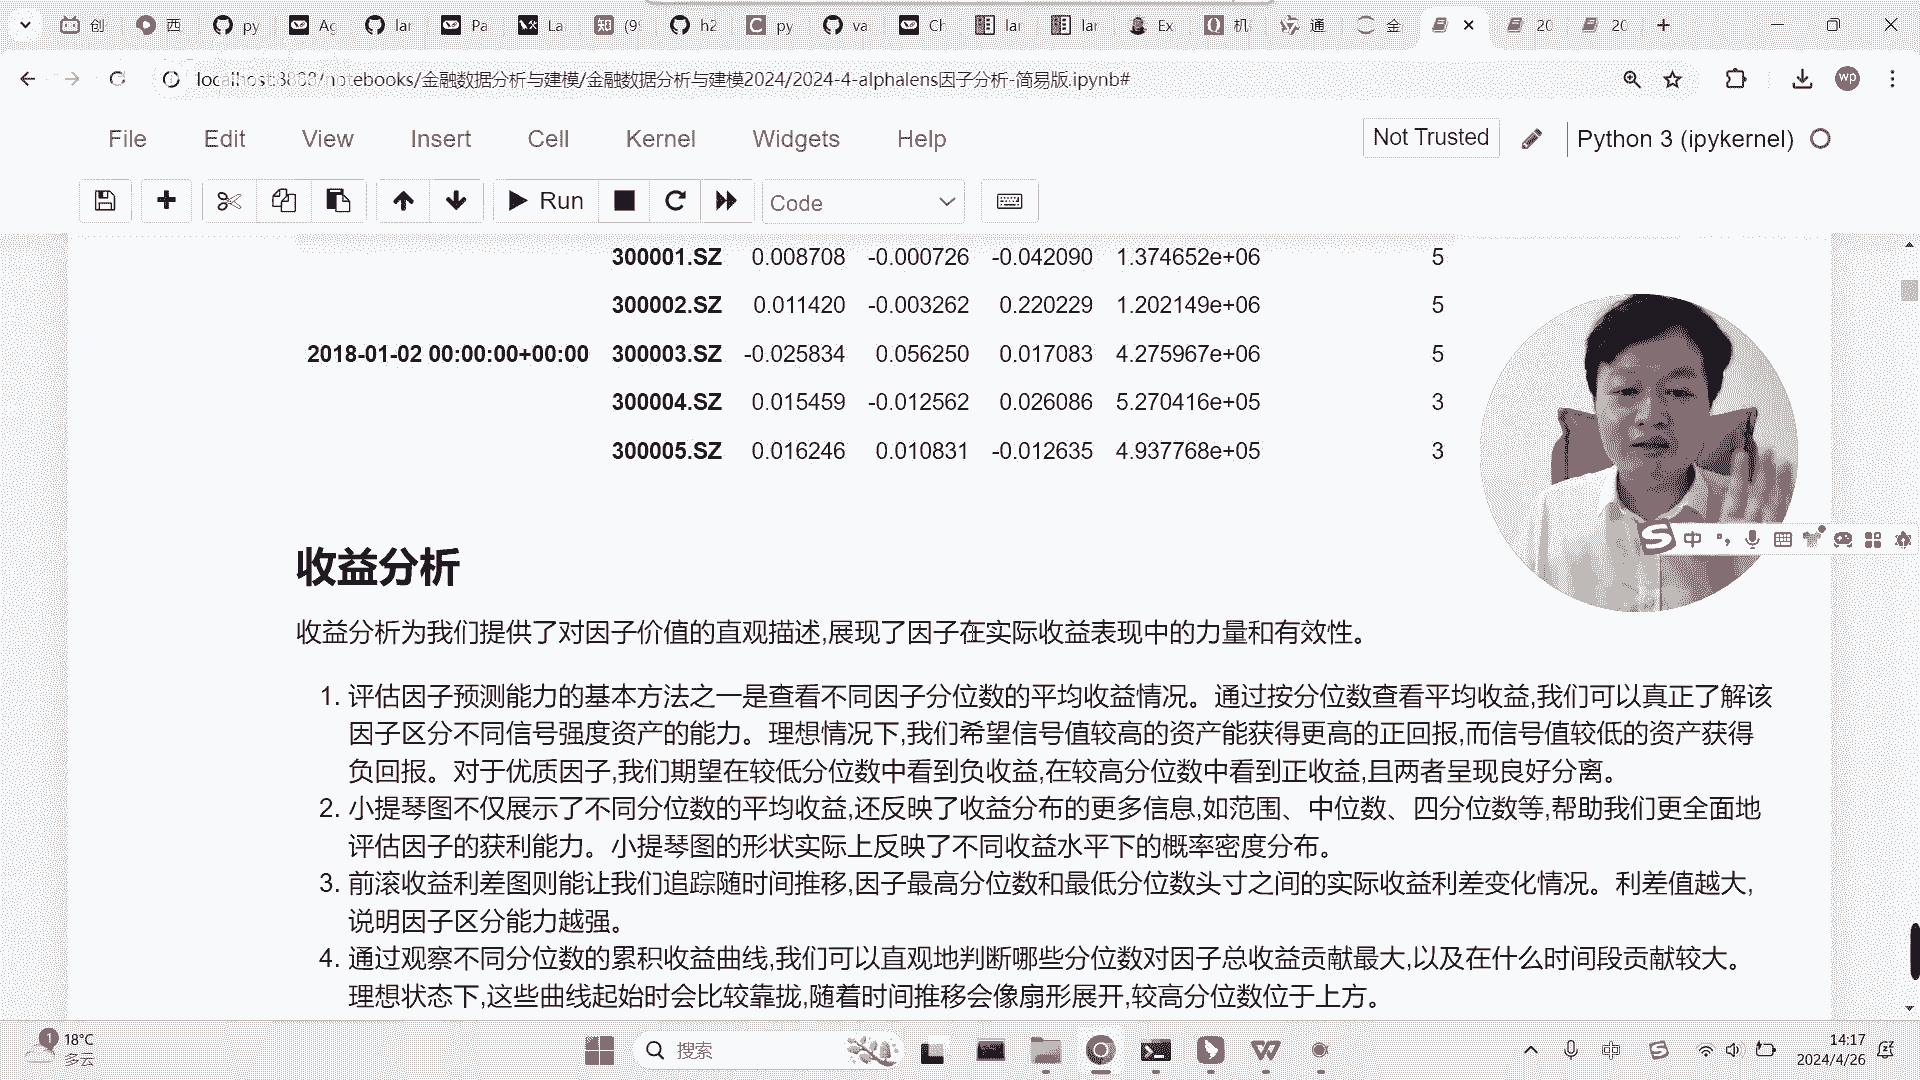 创 西 py Ag lar Pa La (9 h2 py va Ch lar lar Ex 机 通 金 20 20
localhost:8888/notebooks/金融数据分析与建模/金融数据分析与建模2024/2024-4-alphalens因子分析-简易版.ipynb#
wp
File Edit View Insert Cell Kernel Widgets Help Not Trusted Python 3 (ipykernel)
Run Code
300001.SZ 0.008708 -0.000726 -0.042090 1.374652e+06 5
300002.SZ 0.011420 -0.003262 0.220229 1.202149e+06 5
2018-01-02 00:00:00+00:00 300003.SZ -0.025834 0.056250 0.017083 4.275967e+06 5
300004.SZ 0.015459 -0.012562 0.026086 5.270416e+05 3
300005.SZ 0.016246 0.010831 -0.012635 4.937768e+05 3
中
收益分析
收益分析为我们提供了对因子价值的直观描述,展现了因子在实际收益表现中的力量和有效性。
1. 评估因子预测能力的基本方法之一是查看不同因子分位数的平均收益情况。通过按分位数查看平均收益,我们可以真正了解该
因子区分不同信号强度资产的能力。理想情况下,我们希望信号值较高的资产能获得更高的正回报,而信号值较低的资产获得
负回报。对于优质因子,我们期望在较低分位数中看到负收益,在较高分位数中看到正收益,且两者呈现良好分离。
2. 小提琴图不仅展示了不同分位数的平均收益,还反映了收益分布的更多信息,如范围、中位数、四分位数等,帮助我们更全面地
评估因子的获利能力。小提琴图的形状实际上反映了不同收益水平下的概率密度分布。
3. 前滚收益利差图则能让我们追踪随时间推移,因子最高分位数和最低分位数头寸之间的实际收益利差变化情况。利差值越大,
说明因子区分能力越强。
4. 通过观察不同分位数的累积收益曲线,我们可以直观地判断哪些分位数对因子总收益贡献最大,以及在什么时间段贡献较大。
理想状态下,这些曲线起始时会比较靠拢,随着时间推移会像扇形展开,较高分位数位于上方。
1 18°C
多云
搜索
中
14:17
2024/4/26